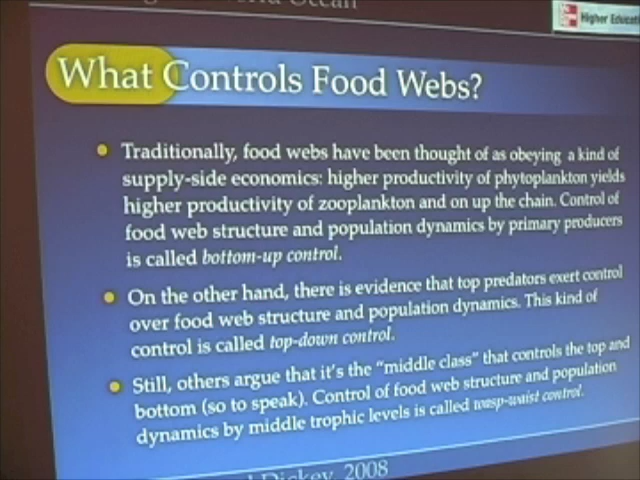 Ocean
Higher Educati
What Controls Food Webs?
Traditionally, food webs have been thought of as obeying a kind of
supply-side economics: higher productivity of phytoplankton yields
higher productivity of zooplankton and on up the chain. Control of
food web structure and population dynamics by primary producers
is called bottom-up control.
On the other hand, there is evidence that top predators exert control
over food web structure and population dynamics. This kind of
control is called top-down control.
Still, others argue that it's the "middle class" that controls the top and
bottom (so to speak). Control of food web structure and population
dynamics by middle trophic levels is called wasp-waist control.
Dickey, 2008